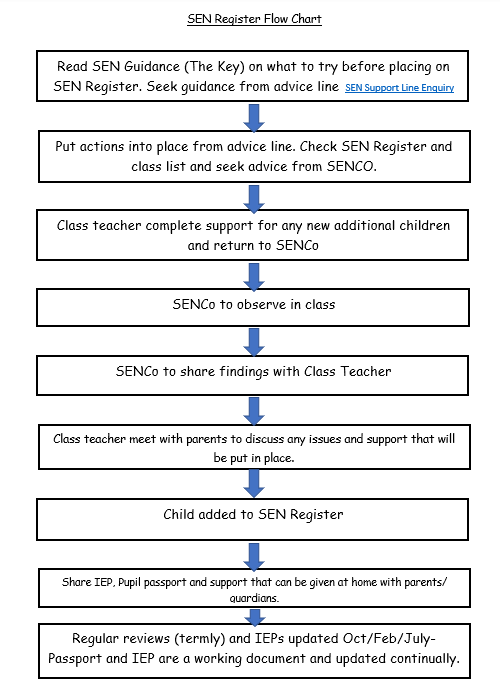 SEN Register Flow Chart
Read SEN Guidance (The Key) on what to try before placing on
SEN Register. Seek guidance from advice line SEN Support Line Enquiry
Put actions into place from advice line. Check SEN Register and
class list and seek advice from SENCO.
Class teacher complete support for any new additional children
and return to SENCo
SENCo to observe in class
SENCo to share findings with Class Teacher
Class teacher meet with parents to discuss any issues and support that will
be put in place.
Child added to SEN Register
Share IEP, Pupil passport and support that can be given at home with parents/
guardians.
Regular reviews (termly) and IEPs updated Oct/Feb/July-
Passport and IEP are a working document and updated continually.